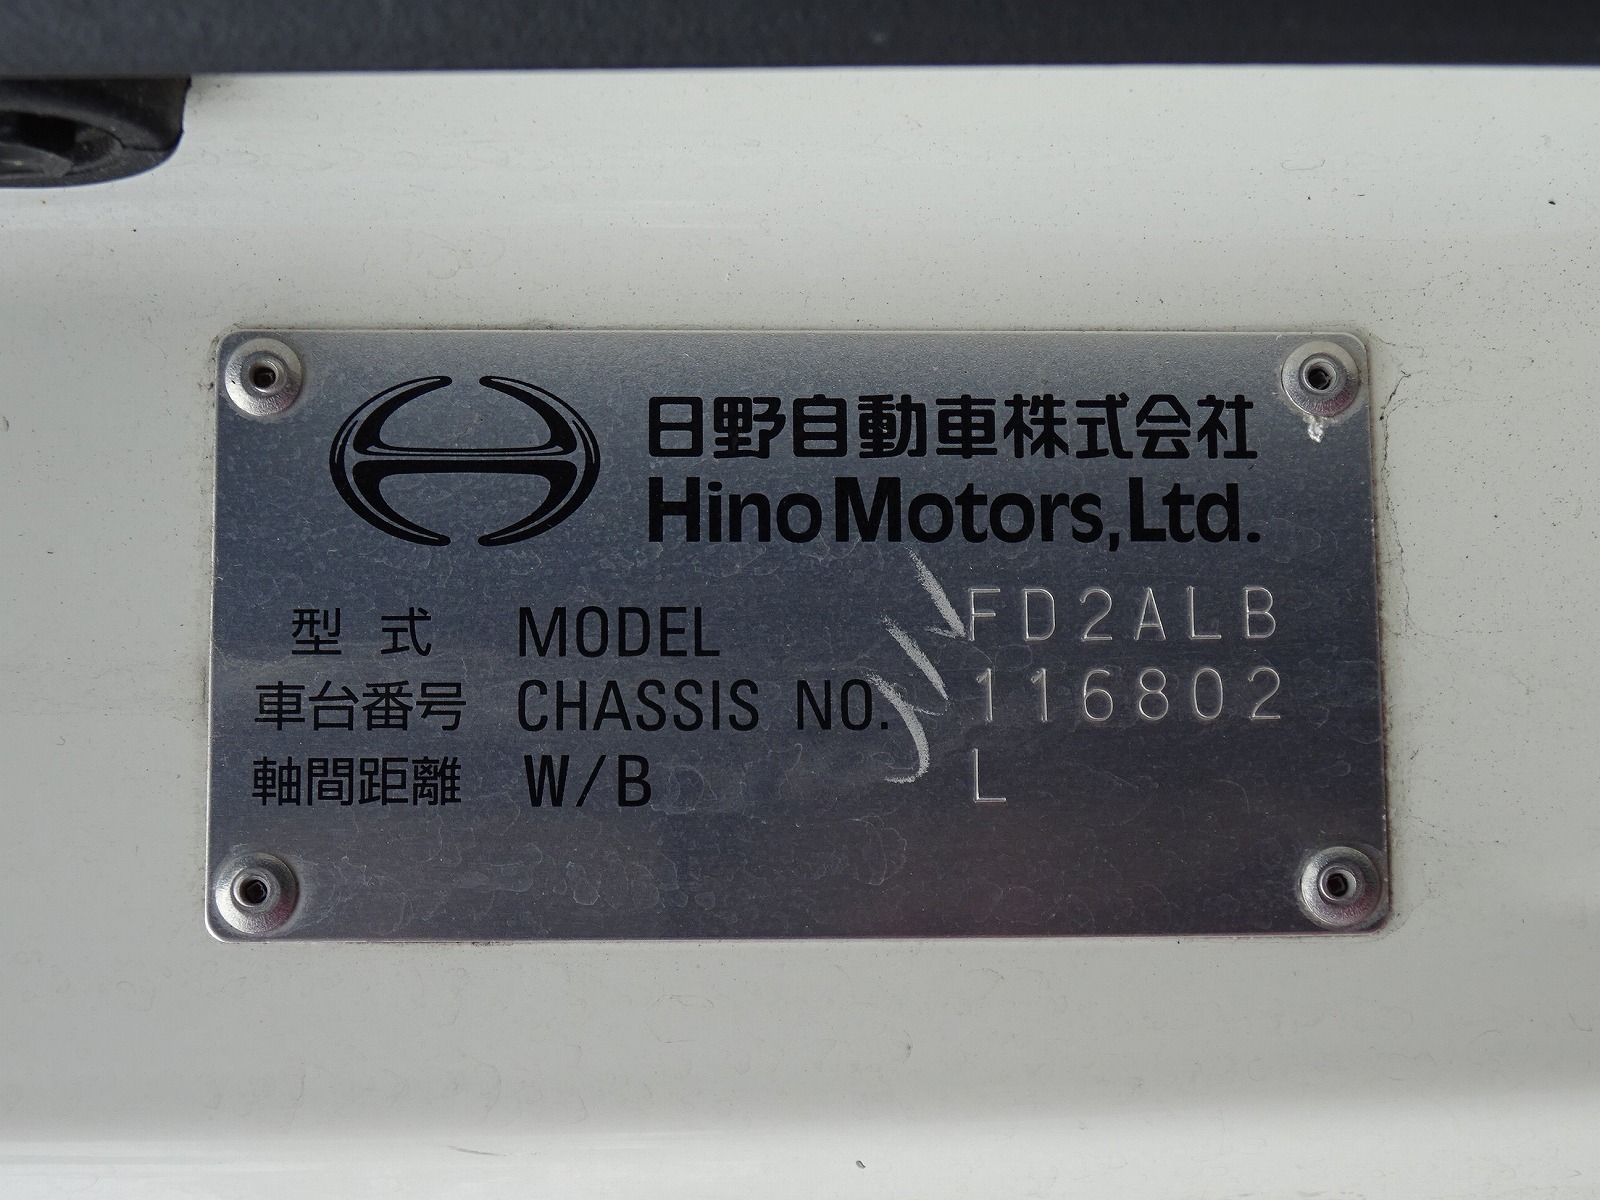 日野自動車株式会社
Hino Motors, Ltd.
型式 MODEL FD2ALB
車台番号 CHASSIS NO. 116802
軸間距離 W/B L